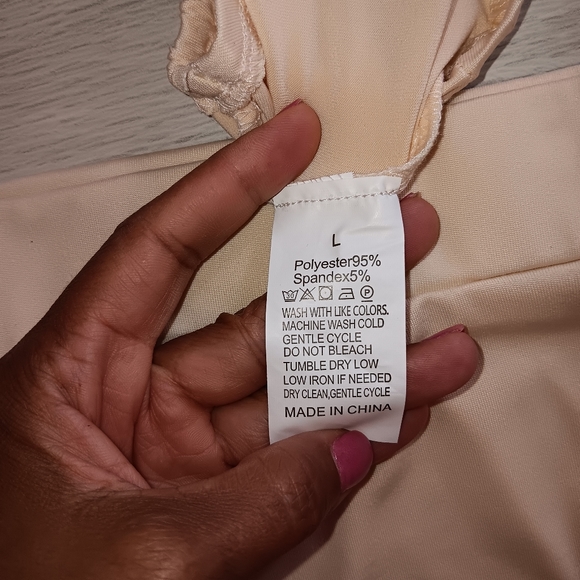 L
Polyester95%
Spandex5%
P
WASH WITH LIKE COLORS.
MACHINE WASH COLD
GENTLE CYCLE
DO NOT BLEACH
TUMBLE DRY LOW
LOW IRON IF NEEDED
DRY CLEAN,GENTLE CYCLE
MADE IN CHINA